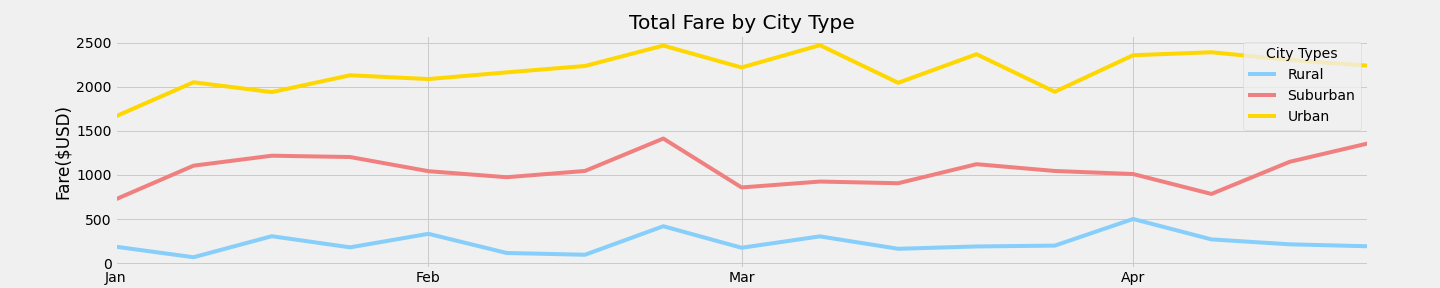 Total Fare by City Type
Fare($USD)
2500
2000
1500
1000
500
0
Jan Feb Mar Apr
City Types
Rural
Suburban
Urban